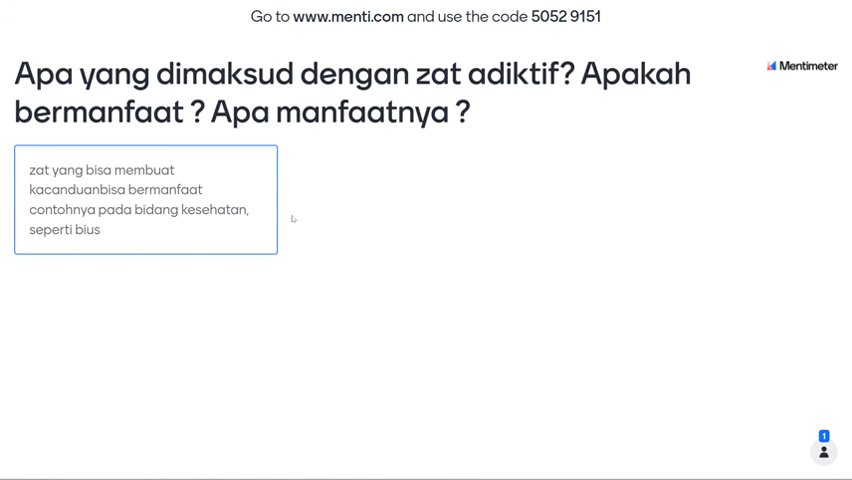 Go to www.menti.com and use the code 5052 9151
Apa yang dimaksud dengan zat adiktif? Apakah
bermanfaat ? Apa manfaatnya ?
Mentimeter
zat yang bisa membuat
kacanduanbisa bermanfaat
contohnya pada bidang kesehatan,
seperti bius
1